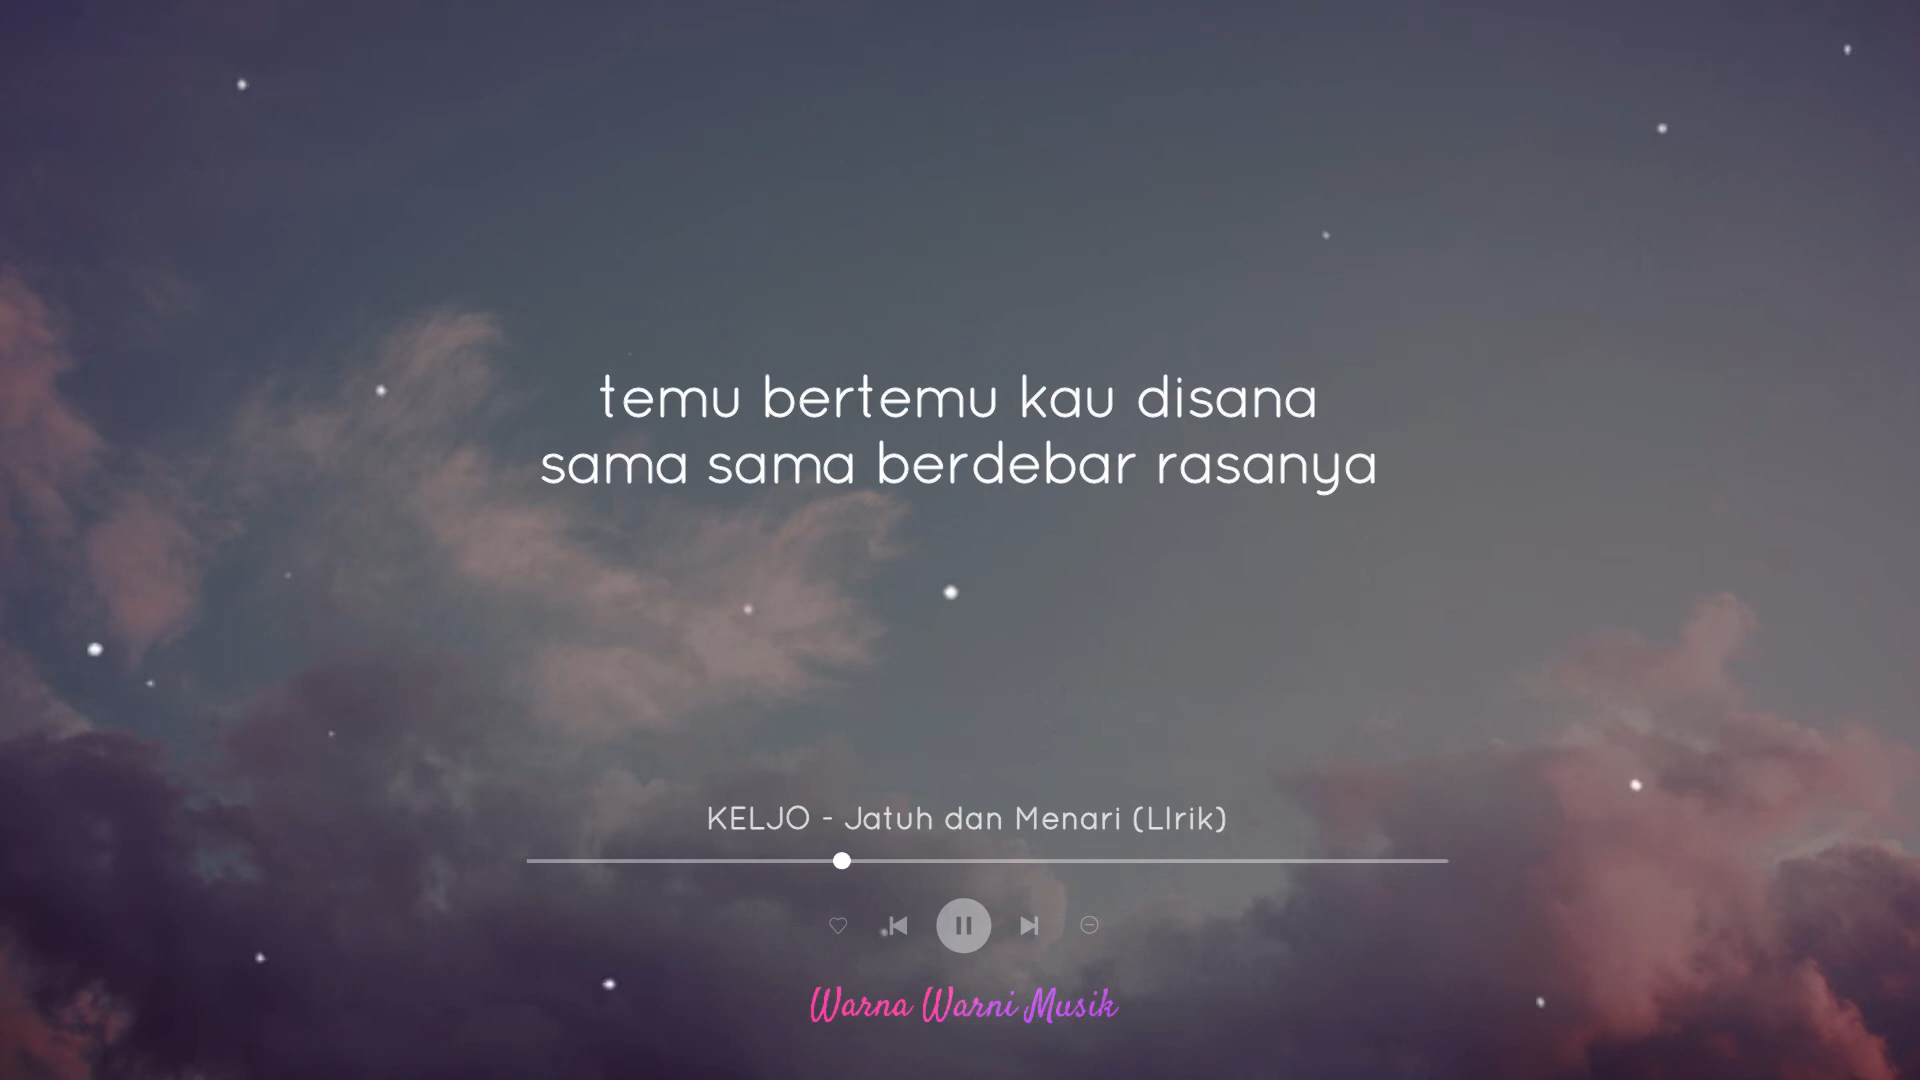 temu bertemu kau disana
sama sama berdebar rasanya
KELJO - Jatuh dan Menari (LIrik)
Warna Warni Musik